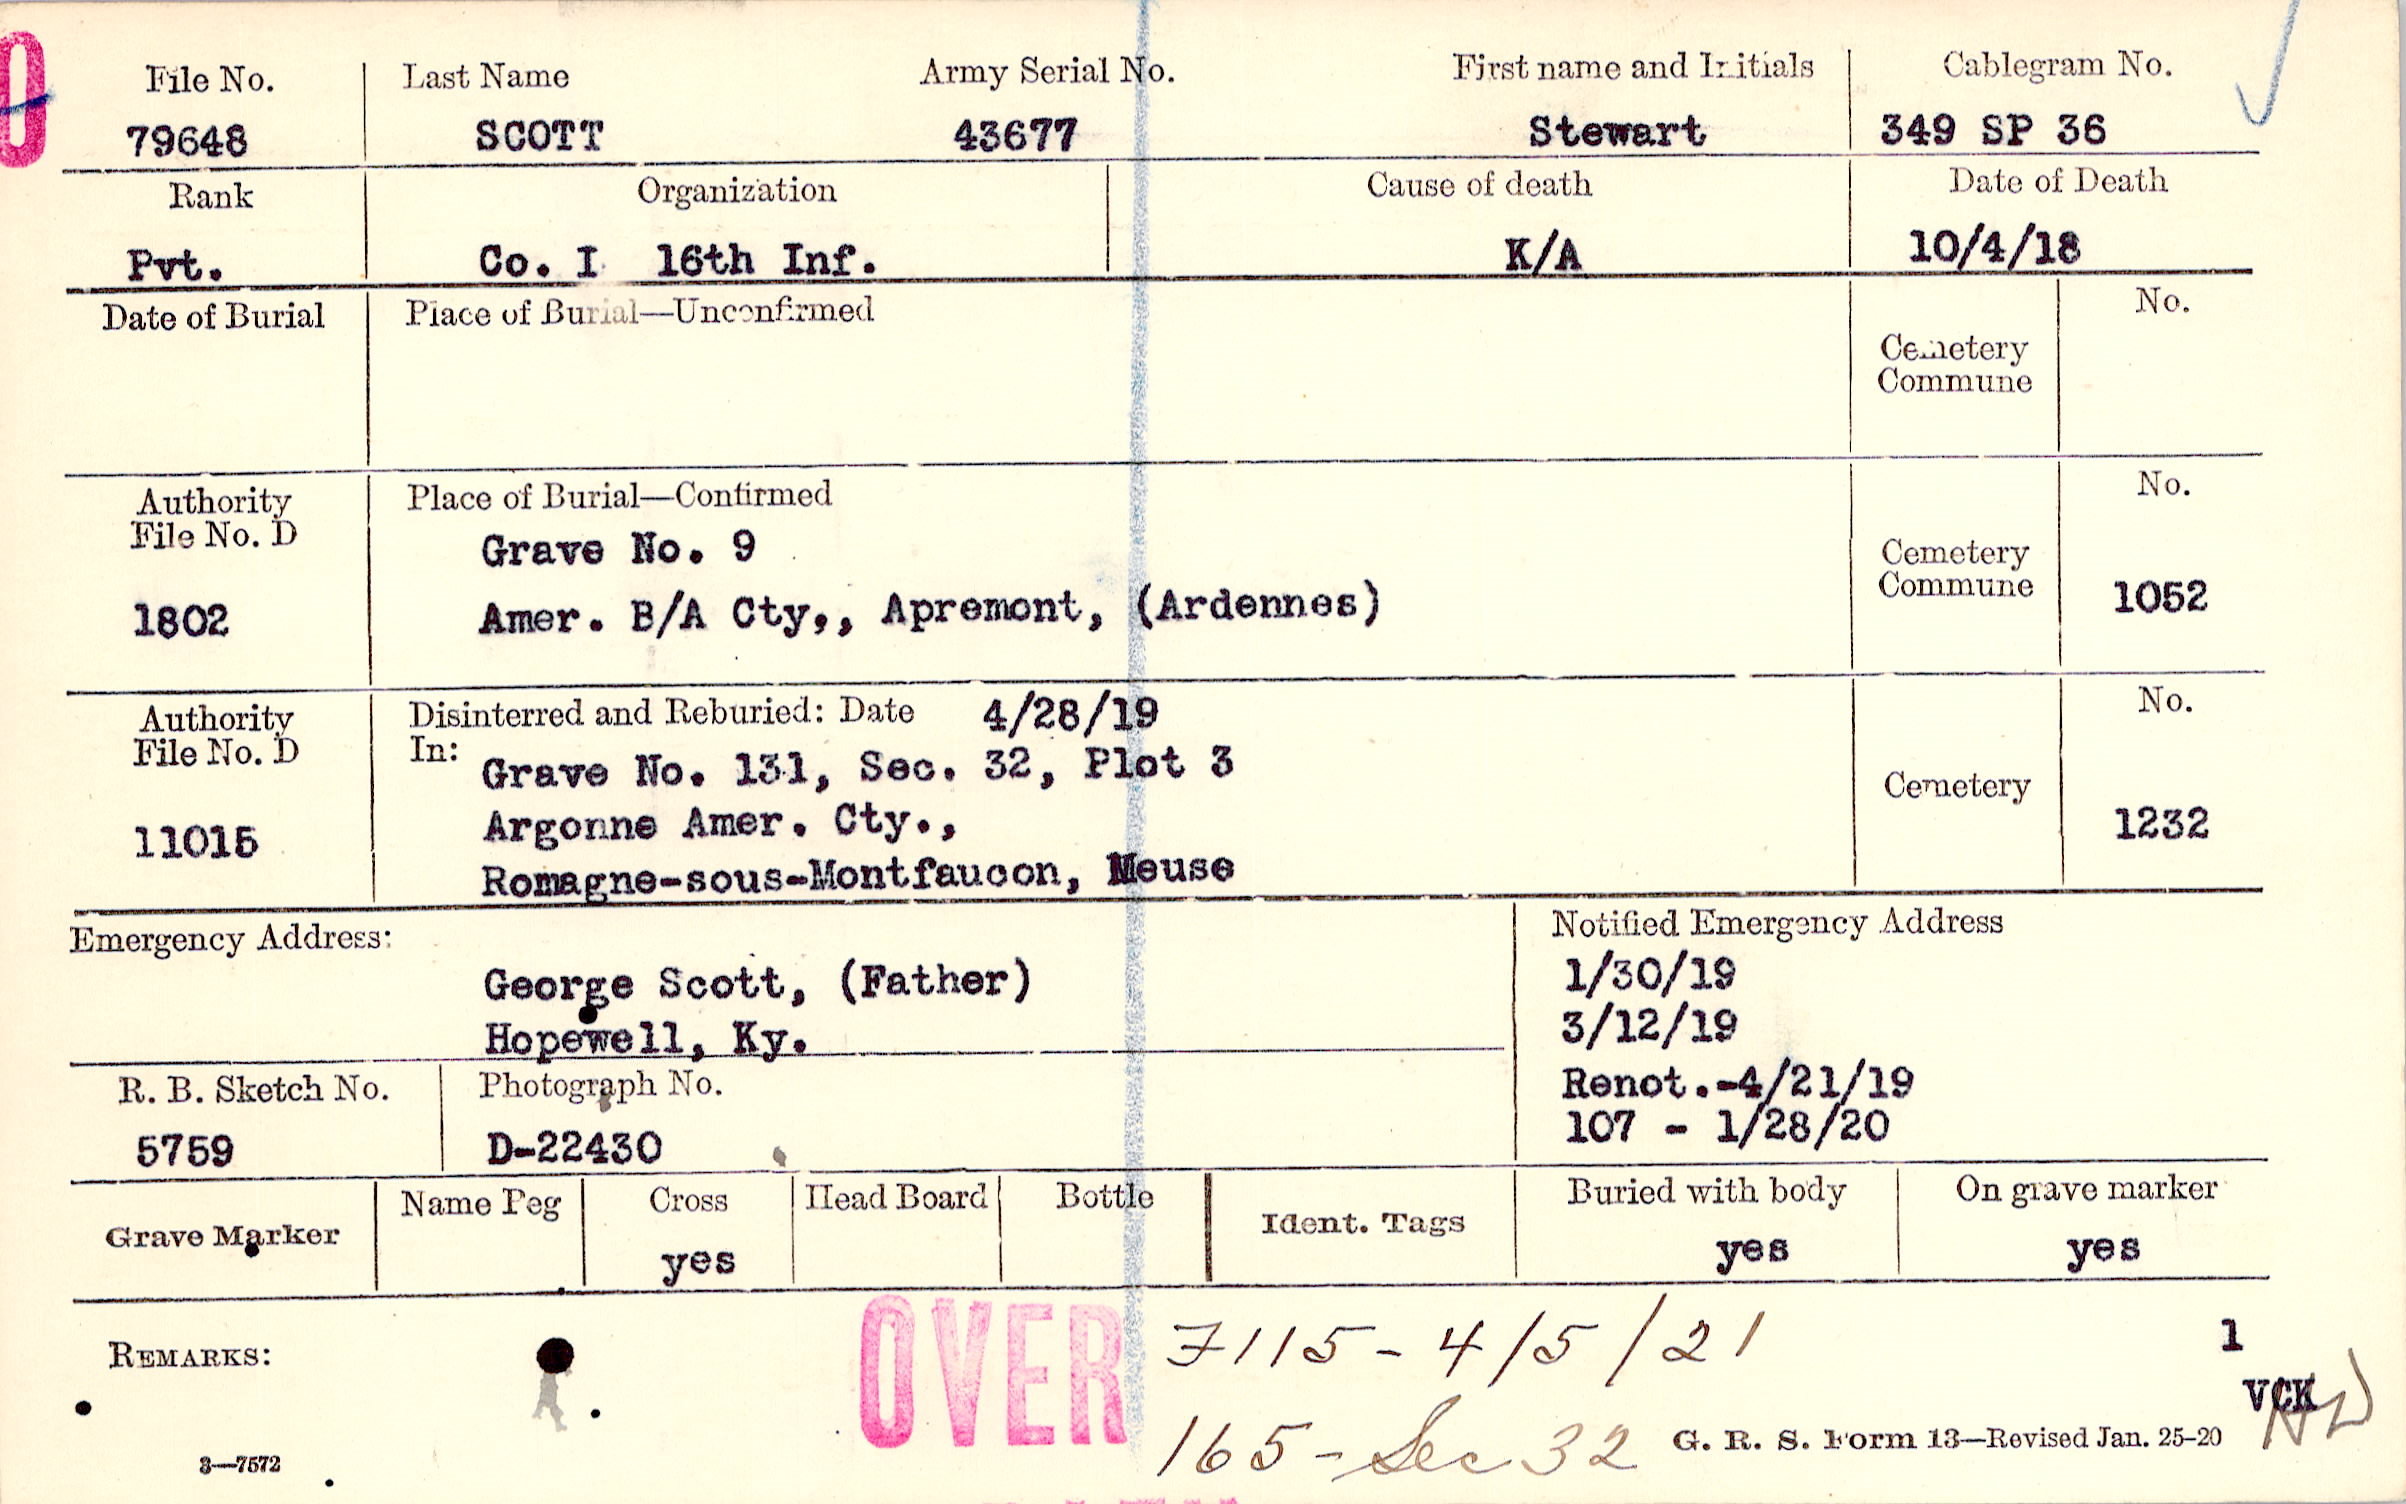 File No. Last Name Army Serial No. First name and Initials Cablegram No.
79648 SCOTT 43677 Stewart 349 SP 36
Rank Organization Cause of death Date of Death
Pvt. Co. I 16th Inf. K/A 10/4/18
Date of Burial Place of Burial—Unconfirmed No.
Cemetery
Commune
Authority Place of Burial—Confirmed No.
File No. D
Grave No. 9
Cemetery
Commune
1802 Amer. B/A Cty,, Apremont, (Ardennes) 1052
Authority Disinterred and Reburied: Date 4/28/19 No.
File No. D In:
Grave No. 131, Sec. 32, Plot 3
Cemetery
11015 Argonne Amer. Cty., 1232
Romagne-sous-Montfaucon, Meuse
Emergency Address: Notified Emergency Address
George Scott, (Father) 1/30/19
Hopewell, Ky. 3/12/19
R. B. Sketch No. Photograph No. Renot.-4/21/19
5759 D-22430 107 - 1/28/20
Grave Marker Name Peg Cross Head Board Bottle Ident. Tags Buried with body On grave marker
yes yes yes
OVER 7115 - 4/5/21 1
REMARKS:
VCK
165 - Sec 32 G. R. S. Form 13—Revised Jan. 25-20
3—7572